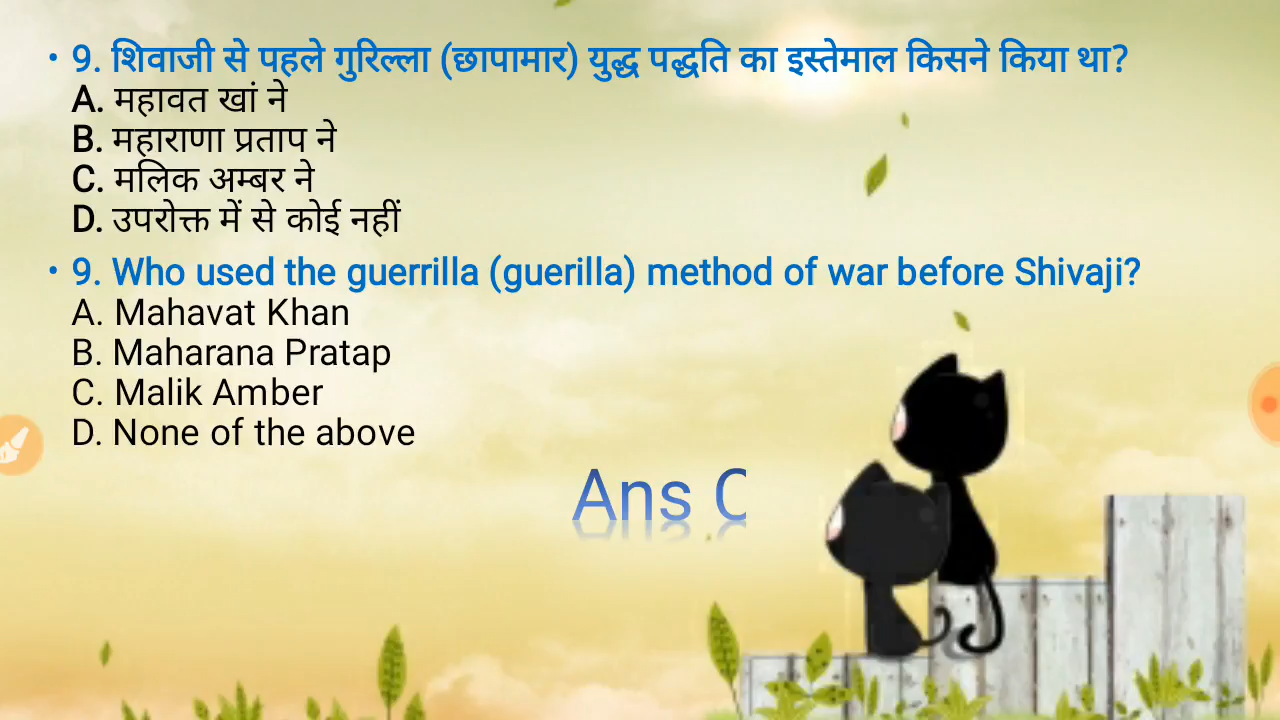 • 9. शिवाजी से पहले गुरिल्ला (छापामार) युद्ध पद्धति का इस्तेमाल किसने किया था?
A. महावत खां ने
B. महाराणा प्रताप ने
C. मलिक अम्बर ने
D. उपरोक्त में से कोई नहीं
• 9. Who used the guerrilla (guerilla) method of war before Shivaji?
A. Mahavat Khan
B. Maharana Pratap
C. Malik Amber
D. None of the above
Ans C